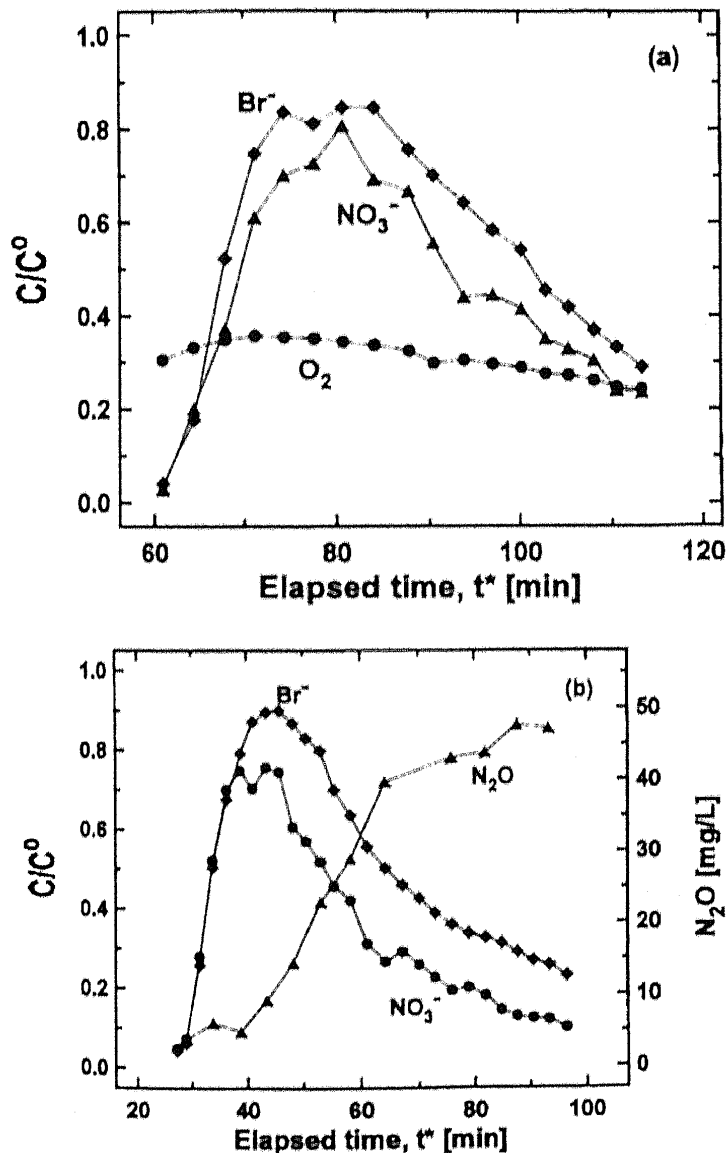 (a)
1.0
0.8
0.6
0.4
0.2
0.0
C/C⁰
Br⁻
NO₃⁻
O₂
60 80 100 120
Elapsed time, t* [min]
(b)
1.0
0.8
0.6
0.4
0.2
0.0
C/C⁰
Br⁻
N₂O
NO₃⁻
50
40
30
20
10
0
N₂O [mg/L]
20 40 60 80 100
Elapsed time, t* [min]